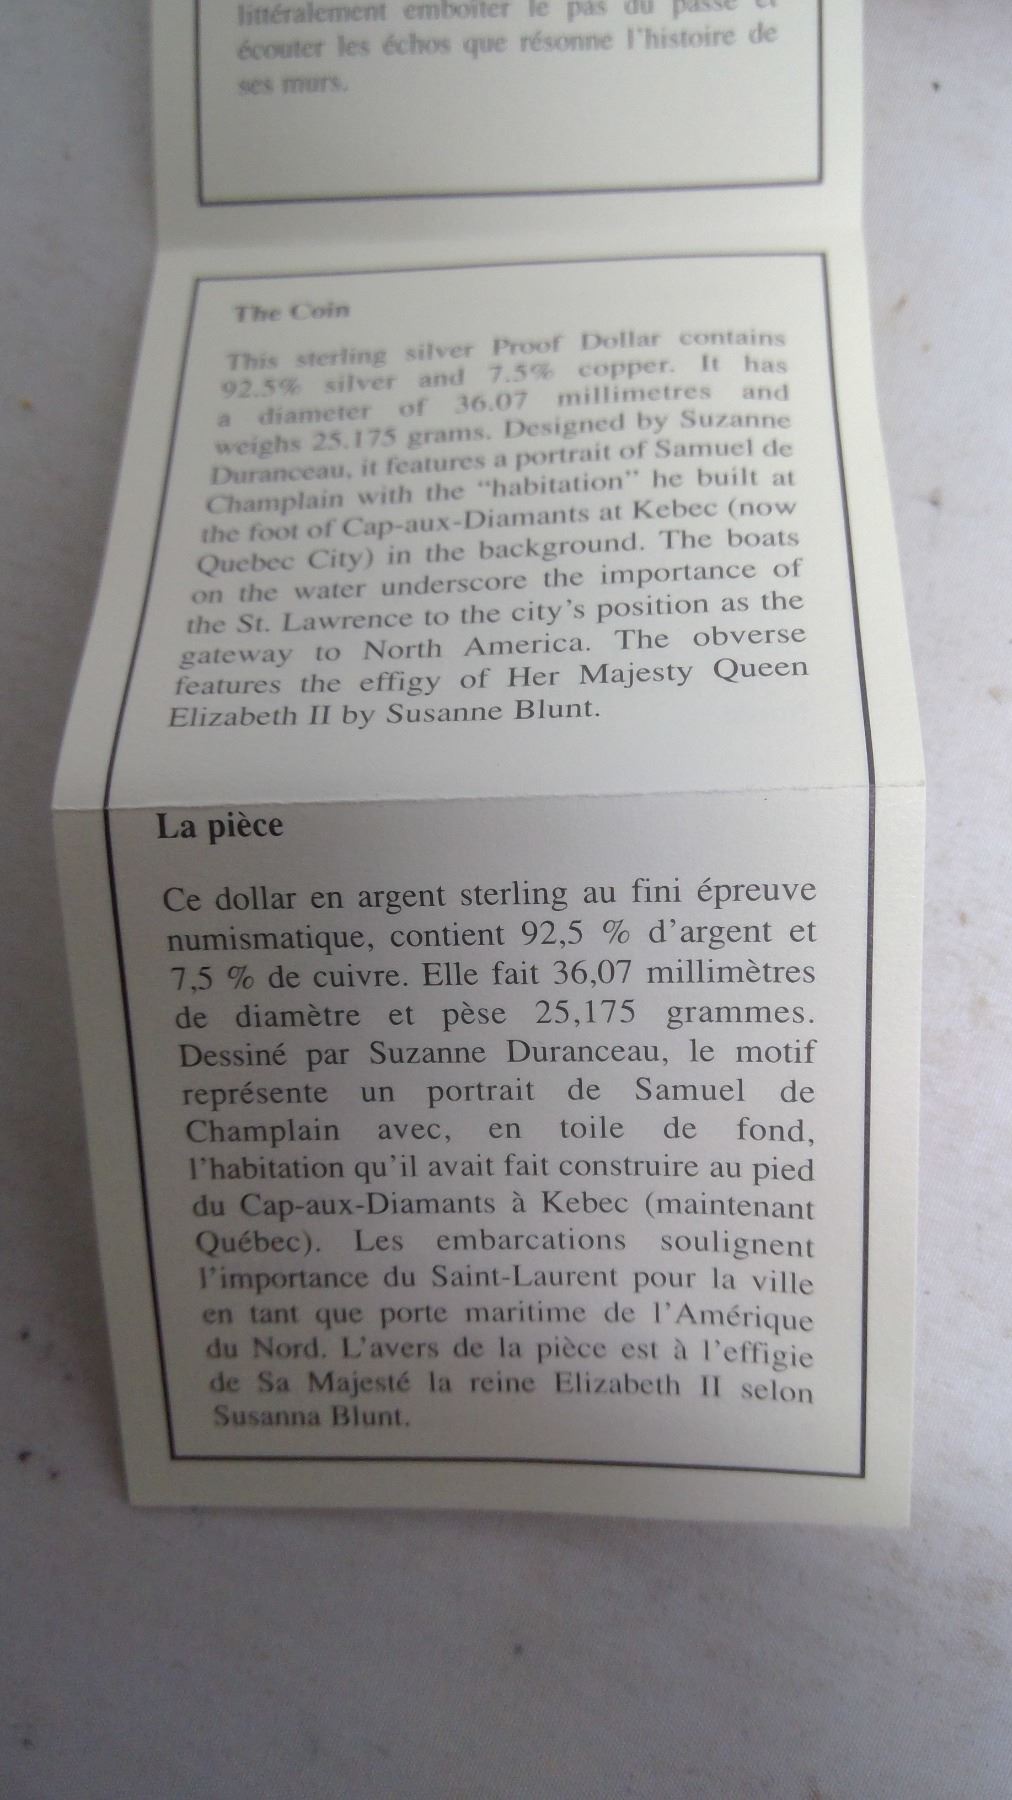 littéralement emboîter le pas du passé et
écouter les échos que résonne l'histoire de
ses murs.
The Coin
This sterling silver Proof Dollar contains
92.5% silver and 7.5% copper. It has
a diameter of 36.07 millimetres and
weighs 25.175 grams. Designed by Suzanne
Duranceau, it features a portrait of Samuel de
Champlain with the "habitation" he built at
the foot of Cap-aux-Diamants at Kebec (now
Quebec City) in the background. The boats
on the water underscore the importance of
the St. Lawrence to the city's position as the
gateway to North America. The obverse
features the effigy of Her Majesty Queen
Elizabeth II by Susanne Blunt.
La pièce
Ce dollar en argent sterling au fini épreuve
numismatique, contient 92,5 % d'argent et
7,5 % de cuivre. Elle fait 36,07 millimètres
de diamètre et pèse 25,175 grammes.
Dessiné par Suzanne Duranceau, le motif
représente un portrait de Samuel de
Champlain avec, en toile de fond,
l'habitation qu'il avait fait construire au pied
du Cap-aux-Diamants à Kebec (maintenant
Québec). Les embarcations soulignent
l'importance du Saint-Laurent pour la ville
en tant que porte maritime de l'Amérique
du Nord. L'avers de la pièce est à l'effigie
de Sa Majesté la reine Elizabeth II selon
Susanna Blunt.